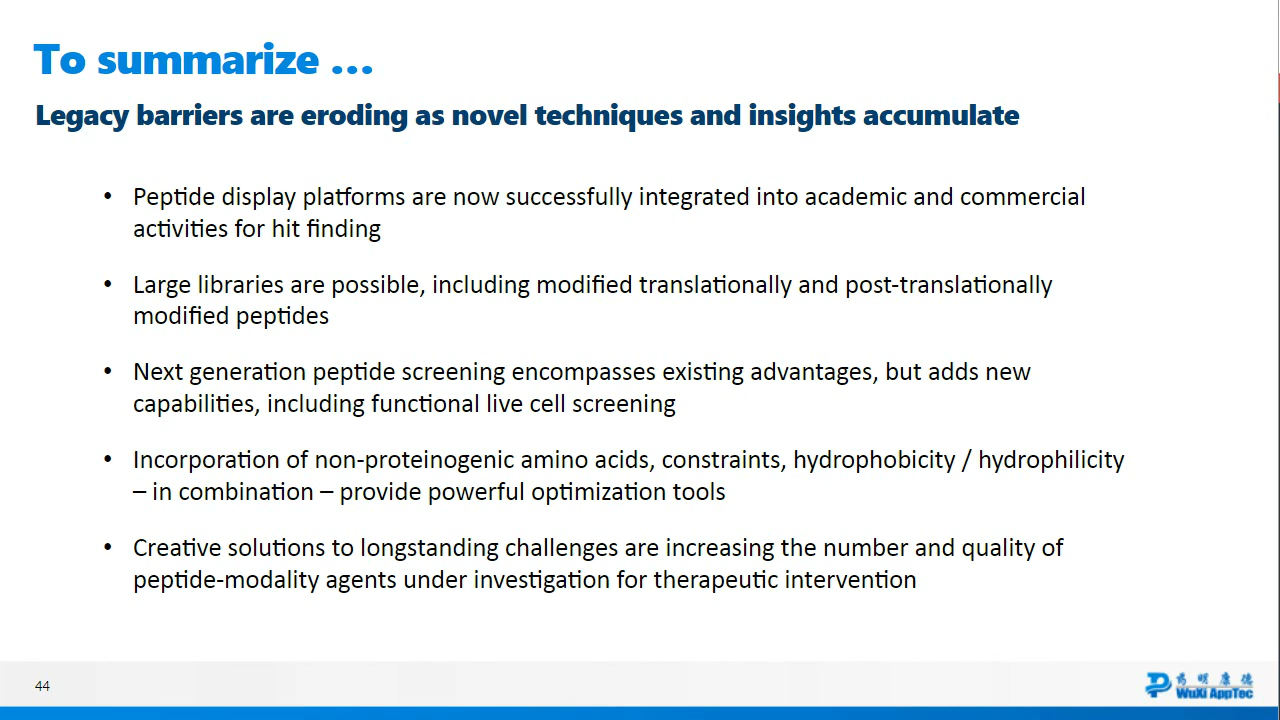 To summarize ...
Legacy barriers are eroding as novel techniques and insights accumulate
• Peptide display platforms are now successfully integrated into academic and commercial
activities for hit finding
• Large libraries are possible, including modified translationally and post-translationally
modified peptides
• Next generation peptide screening encompasses existing advantages, but adds new
capabilities, including functional live cell screening
• Incorporation of non-proteinogenic amino acids, constraints, hydrophobicity / hydrophilicity
– in combination – provide powerful optimization tools
• Creative solutions to longstanding challenges are increasing the number and quality of
peptide-modality agents under investigation for therapeutic intervention
44
药明康德
WuXi AppTec